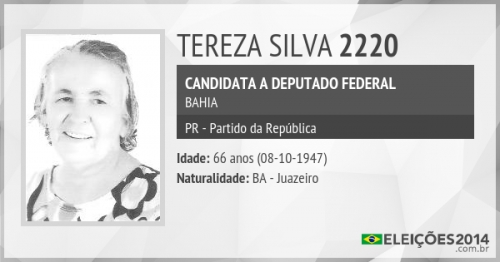 TEREZA SILVA 2220
CANDIDATA A DEPUTADO FEDERAL
BAHIA
PR - Partido da República
Idade: 66 anos (08-10-1947)
Naturalidade: BA - Juazeiro
ELEIÇÕES2014
.com.br